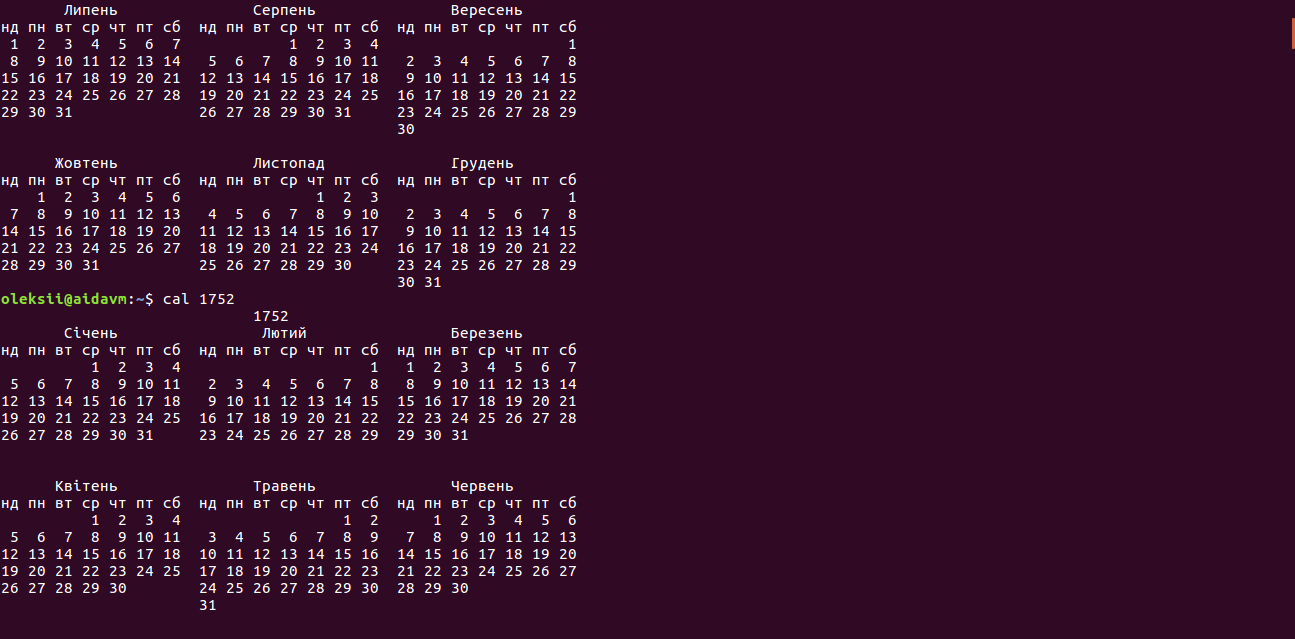 Липень               Серпень               Вересень
нд пн вт ср чт пт сб  нд пн вт ср чт пт сб  нд пн вт ср чт пт сб
 1  2  3  4  5  6  7            1  2  3  4                     1
 8  9 10 11 12 13 14   5  6  7  8  9 10 11   2  3  4  5  6  7  8
15 16 17 18 19 20 21  12 13 14 15 16 17 18   9 10 11 12 13 14 15
22 23 24 25 26 27 28  19 20 21 22 23 24 25  16 17 18 19 20 21 22
29 30 31              26 27 28 29 30 31     23 24 25 26 27 28 29
                                            30
      Жовтень               Листопад              Грудень
нд пн вт ср чт пт сб  нд пн вт ср чт пт сб  нд пн вт ср чт пт сб
    1  2  3  4  5  6               1  2  3                     1
 7  8  9 10 11 12 13   4  5  6  7  8  9 10   2  3  4  5  6  7  8
14 15 16 17 18 19 20  11 12 13 14 15 16 17   9 10 11 12 13 14 15
21 22 23 24 25 26 27  18 19 20 21 22 23 24  16 17 18 19 20 21 22
28 29 30 31           25 26 27 28 29 30     23 24 25 26 27 28 29
                                            30 31
oleksii@aidavm:~$ cal 1752
                            1752
       Січень                Лютий                Березень
нд пн вт ср чт пт сб  нд пн вт ср чт пт сб  нд пн вт ср чт пт сб
          1  2  3  4                     1   1  2  3  4  5  6  7
 5  6  7  8  9 10 11   2  3  4  5  6  7  8   8  9 10 11 12 13 14
12 13 14 15 16 17 18   9 10 11 12 13 14 15  15 16 17 18 19 20 21
19 20 21 22 23 24 25  16 17 18 19 20 21 22  22 23 24 25 26 27 28
26 27 28 29 30 31     23 24 25 26 27 28 29  29 30 31
      Квітень               Травень               Червень
нд пн вт ср чт пт сб  нд пн вт ср чт пт сб  нд пн вт ср чт пт сб
          1  2  3  4                  1  2      1  2  3  4  5  6
 5  6  7  8  9 10 11   3  4  5  6  7  8  9   7  8  9 10 11 12 13
12 13 14 15 16 17 18  10 11 12 13 14 15 16  14 15 16 17 18 19 20
19 20 21 22 23 24 25  17 18 19 20 21 22 23  21 22 23 24 25 26 27
26 27 28 29 30        24 25 26 27 28 29 30  28 29 30
                      31